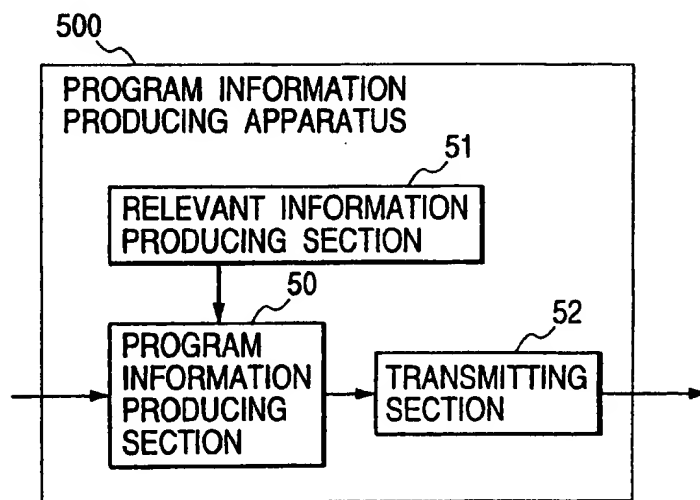 500
PROGRAM INFORMATION
PRODUCING APPARATUS
51
RELEVANT INFORMATION
PRODUCING SECTION
50
PROGRAM
INFORMATION
PRODUCING
SECTION
52
TRANSMITTING
SECTION